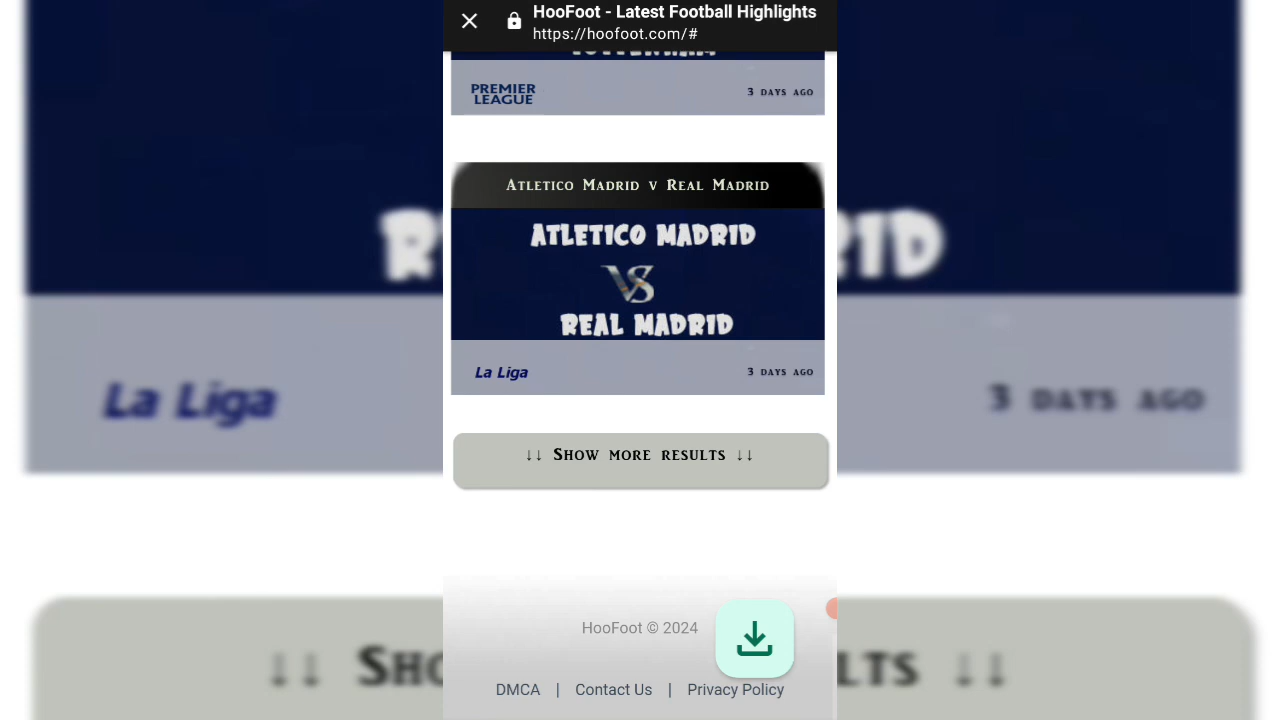 HooFoot - Latest Football Highlights
https://hoofoot.com/#
PREMIER
LEAGUE
3 DAYS AGO
ATLETICO MADRID V REAL MADRID
ATLETICO MADRID
VS
REAL MADRID
La Liga
3 DAYS AGO
↓↓ SHOW MORE RESULTS ↓↓
HooFoot © 2024
DMCA | Contact Us | Privacy Policy